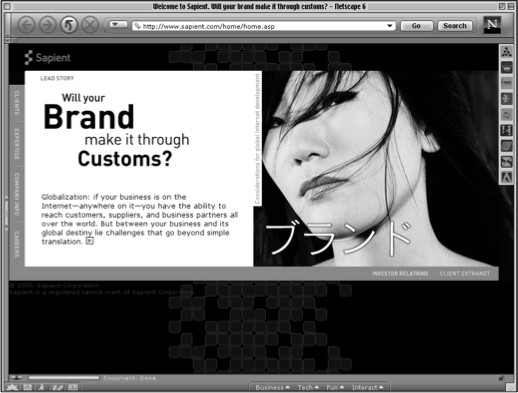 Welcome to Sapient. Will your brand make it through customs? – Netscape 6
http://www.sapient.com/home/home.asp
Go
Search
N
Sapient
LEAD STORY
Will your
Brand
make it through
Customs?
Globalization: if your business is on the
Internet—anywhere on it—you have the ability to
reach customers, suppliers, and business partners all
over the world. But between your business and its
global destiny lie challenges that go beyond simple
translation.
Considerations for global Internet development
ブランド
CLIENTS
EXPERTISE
COMPANY INFO
CAREERS
INVESTOR RELATIONS
CLIENT EXTRANET
© 2000, Sapient Corporation
Sapient is a registered service mark of Sapient Corporation
Document: Done
Business
Tech
Fun
Interact